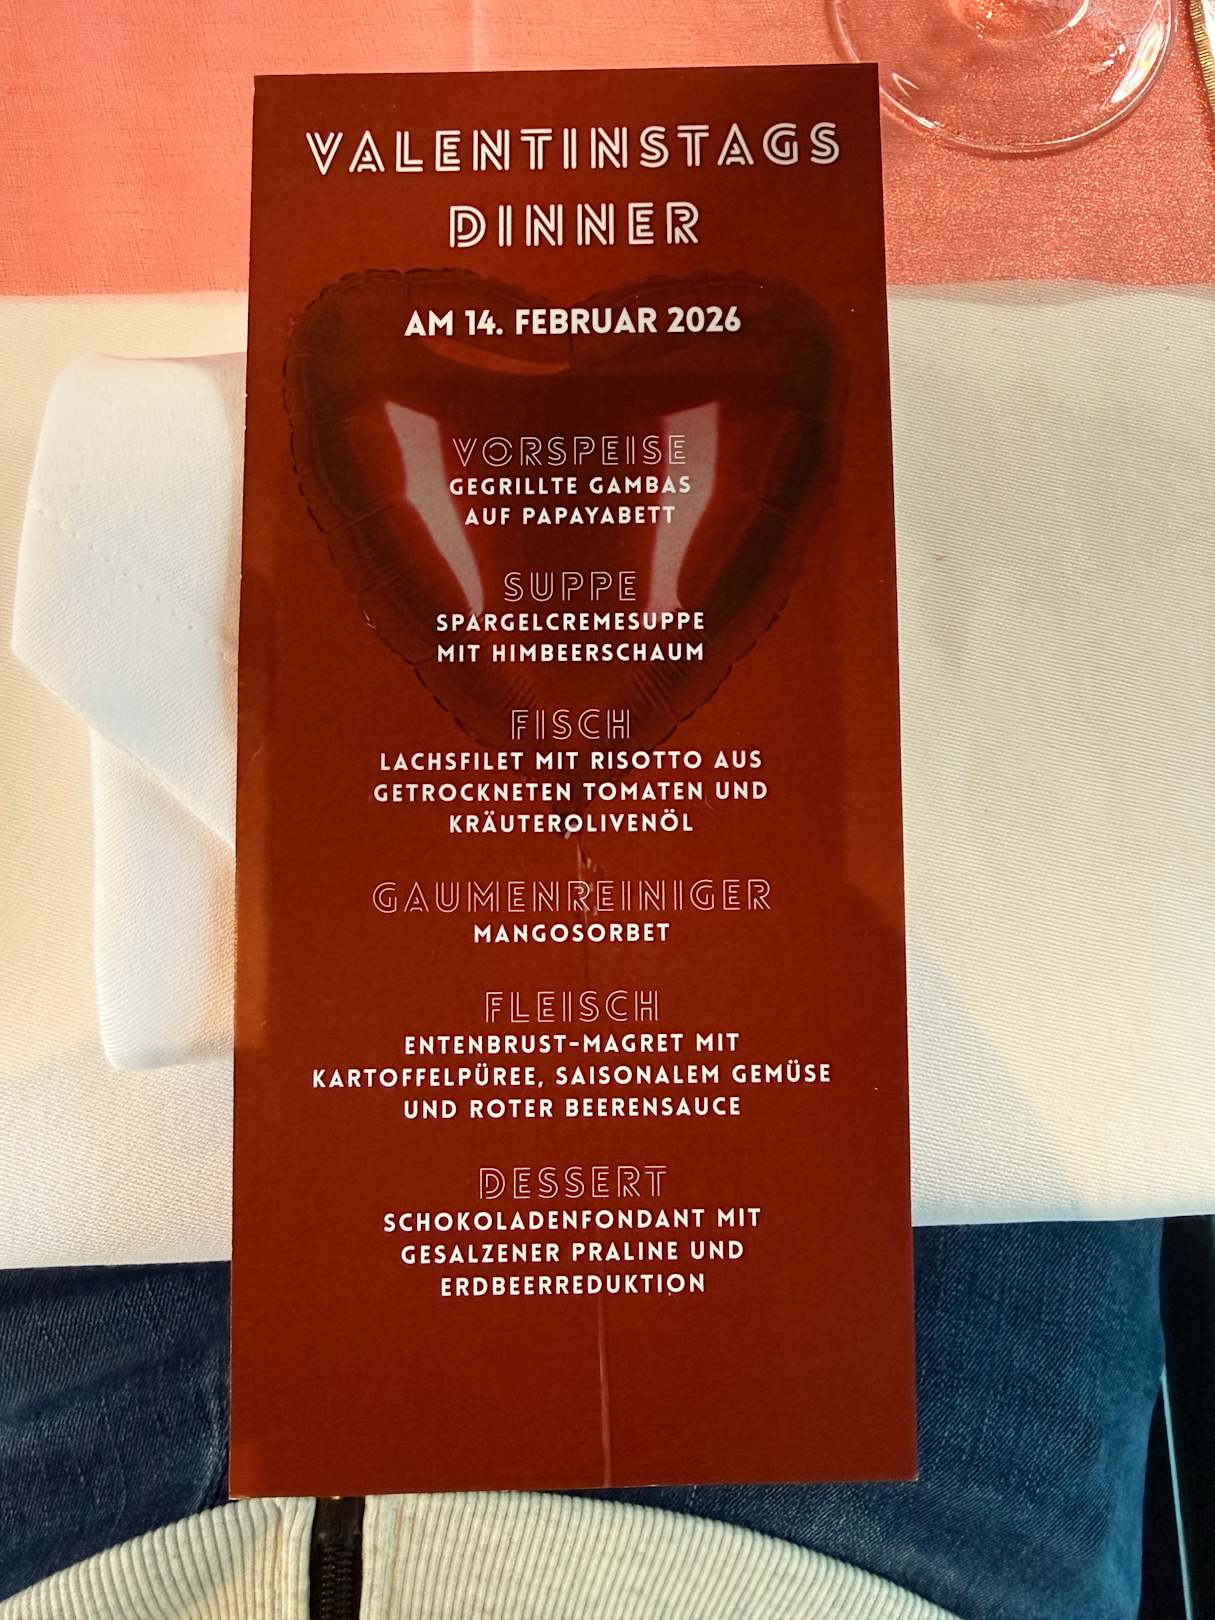 VALENTINSTAGS
DINNER
AM 14. FEBRUAR 2026
VORSPEISE
GEGRILLTE GAMBAS
AUF PAPAYABETT
SUPPE
SPARGELCREMESUPPE
MIT HIMBEERSCHAUM
FISCH
LACHSFILET MIT RISOTTO AUS
GETROCKNETEN TOMATEN UND
KRÄUTEROLIVENÖL
GAUMENREINIGER
MANGOSORBET
FLEISCH
ENTENBRUST-MAGRET MIT
KARTOFFELPÜREE, SAISONALEM GEMÜSE
UND ROTER BEERENSAUCE
DESSERT
SCHOKOLADENFONDANT MIT
GESALZENER PRALINE UND
ERDBEERREDUKTION